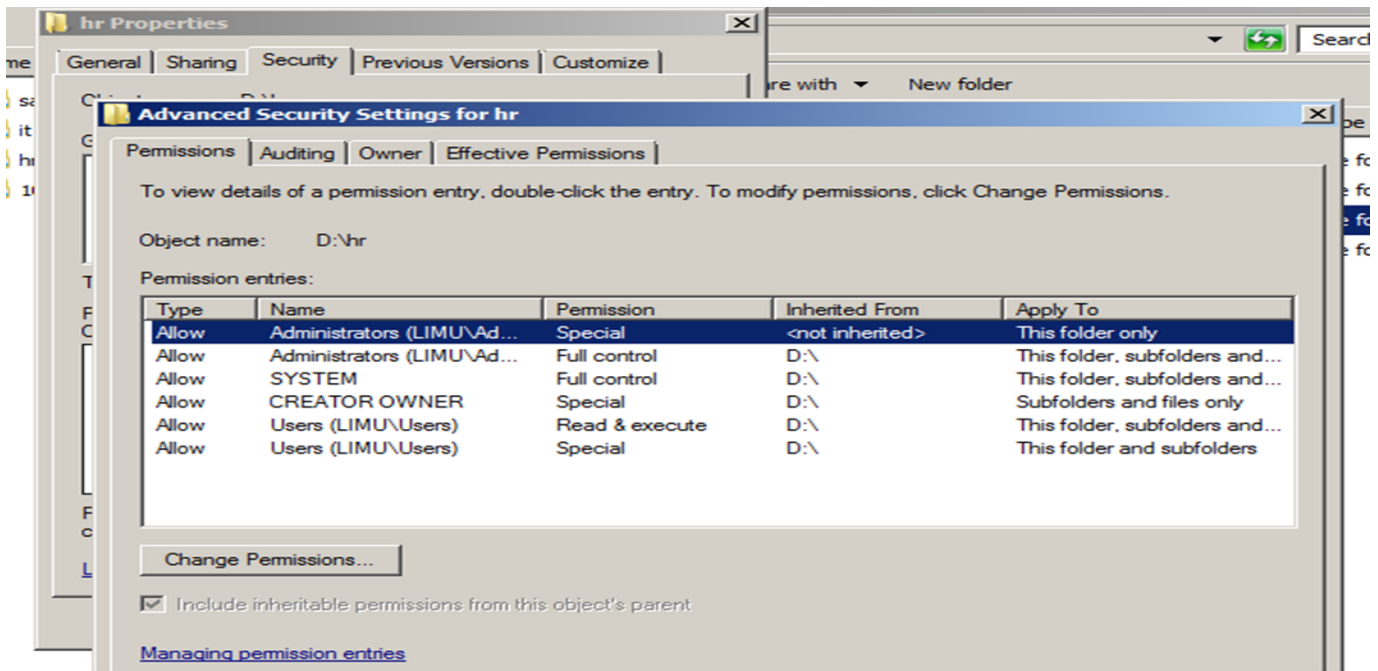 hr Properties
Search
General Sharing Security Previous Versions Customize
re with New folder
Advanced Security Settings for hr
Permissions Auditing Owner Effective Permissions
it
To view details of a permission entry, double-click the entry. To modify permissions, click Change Permissions.
Object name: D:\hr
Permission entries:
Type Name Permission Inherited From Apply To
Allow Administrators (LIMU\Ad... Special <not inherited> This folder only
Allow Administrators (LIMU\Ad... Full control D:\ This folder, subfolders and...
Allow SYSTEM Full control D:\ This folder, subfolders and...
Allow CREATOR OWNER Special D:\ Subfolders and files only
Allow Users (LIMU\Users) Read & execute D:\ This folder, subfolders and...
Allow Users (LIMU\Users) Special D:\ This folder and subfolders
Change Permissions...
Include inheritable permissions from this object's parent
Managing permission entries